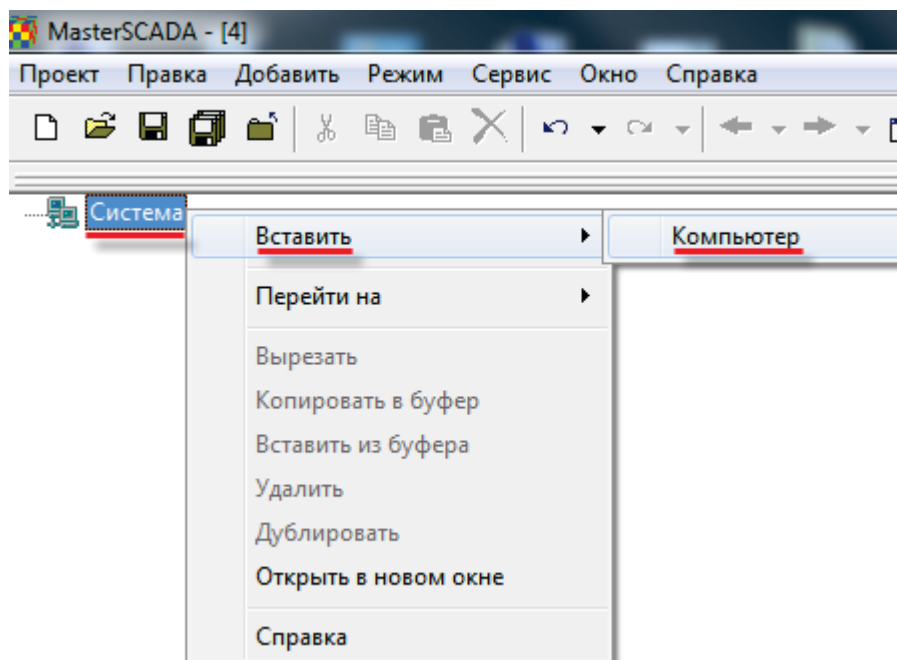 MasterSCADA - [4]
Проект Правка Добавить Режим Сервис Окно Справка
Система
Вставить
Компьютер
Перейти на
Вырезать
Копировать в буфер
Вставить из буфера
Удалить
Дублировать
Открыть в новом окне
Справка